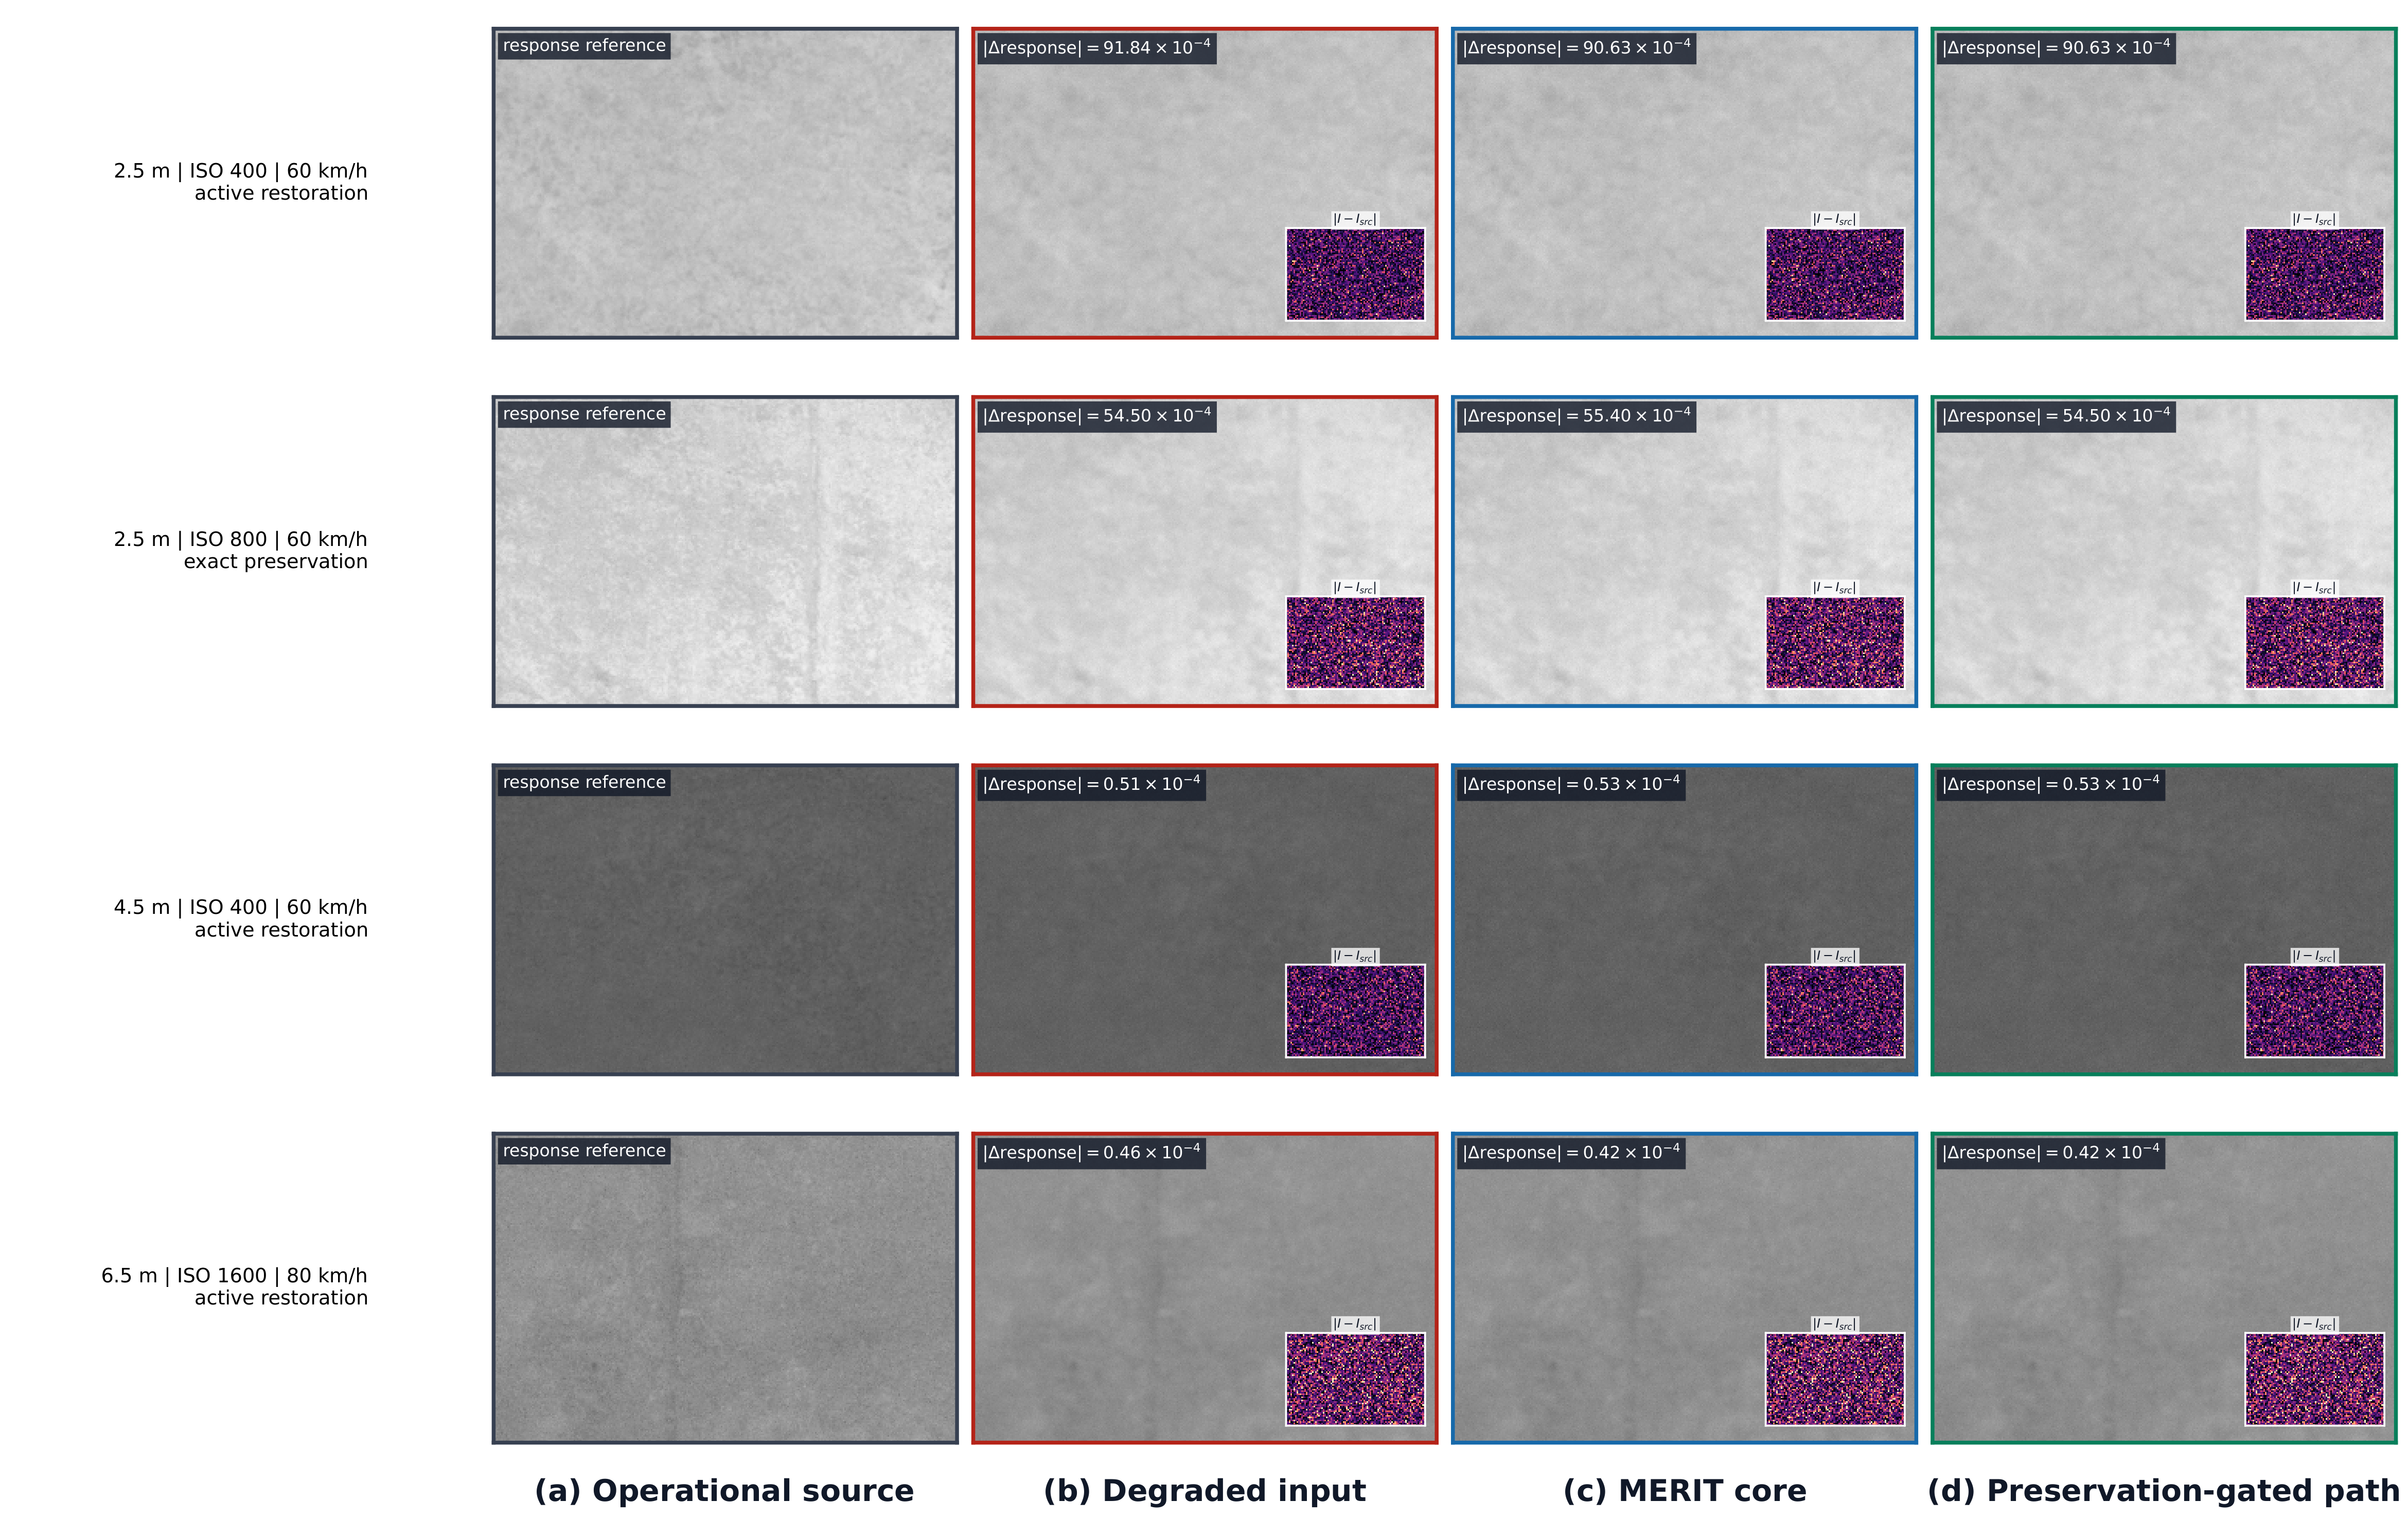 response reference
|Δresponse| = 91.84 × 10⁻⁴
|Δresponse| = 90.63 × 10⁻⁴
|Δresponse| = 90.63 × 10⁻⁴
2.5 m | ISO 400 | 60 km/h
active restoration
|I − I_src|
|I − I_src|
|I − I_src|
response reference
|Δresponse| = 54.50 × 10⁻⁴
|Δresponse| = 55.40 × 10⁻⁴
|Δresponse| = 54.50 × 10⁻⁴
2.5 m | ISO 800 | 60 km/h
exact preservation
|I − I_src|
|I − I_src|
|I − I_src|
response reference
|Δresponse| = 0.51 × 10⁻⁴
|Δresponse| = 0.53 × 10⁻⁴
|Δresponse| = 0.53 × 10⁻⁴
4.5 m | ISO 400 | 60 km/h
active restoration
|I − I_src|
|I − I_src|
|I − I_src|
response reference
|Δresponse| = 0.46 × 10⁻⁴
|Δresponse| = 0.42 × 10⁻⁴
|Δresponse| = 0.42 × 10⁻⁴
6.5 m | ISO 1600 | 80 km/h
active restoration
|I − I_src|
|I − I_src|
|I − I_src|
(a) Operational source
(b) Degraded input
(c) MERIT core
(d) Preservation-gated path